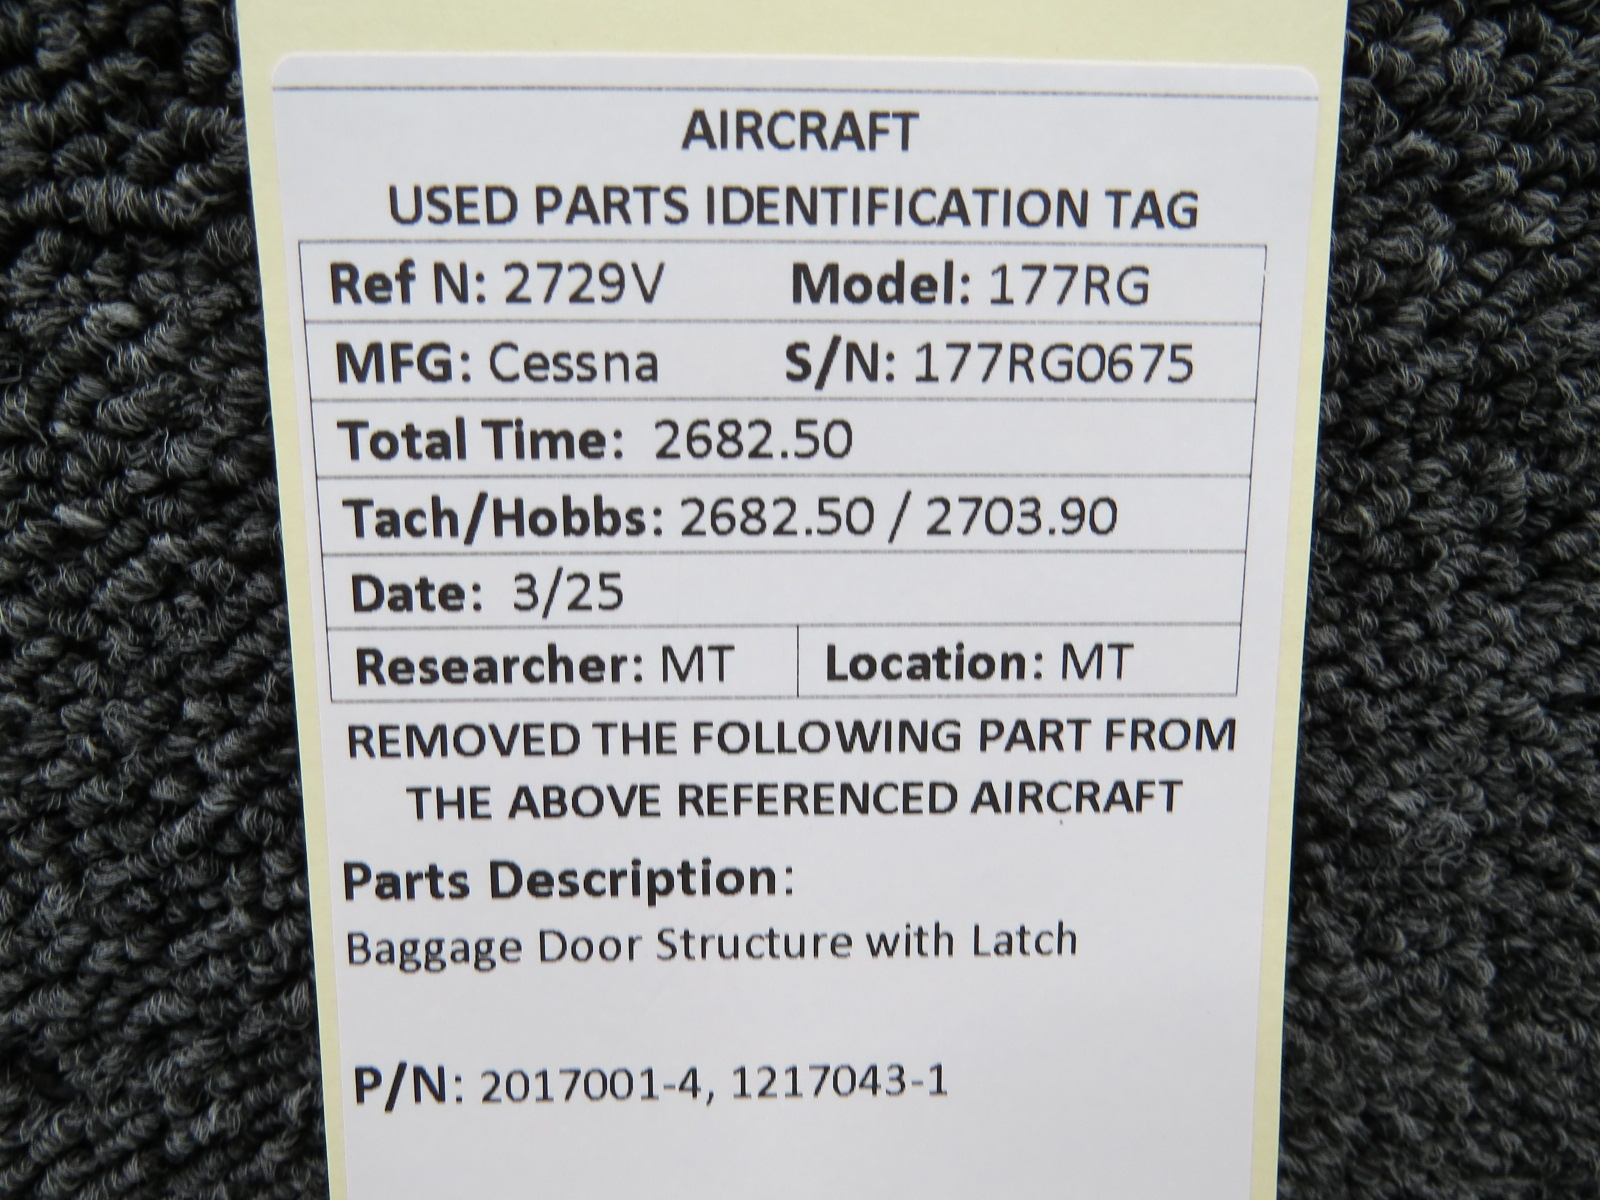 AIRCRAFT
USED PARTS IDENTIFICATION TAG
Ref N: 2729V Model: 177RG
MFG: Cessna S/N: 177RG0675
Total Time: 2682.50
Tach/Hobbs: 2682.50 / 2703.90
Date: 3/25
Researcher: MT Location: MT
REMOVED THE FOLLOWING PART FROM
THE ABOVE REFERENCED AIRCRAFT
Parts Description:
Baggage Door Structure with Latch
P/N: 2017001-4, 1217043-1